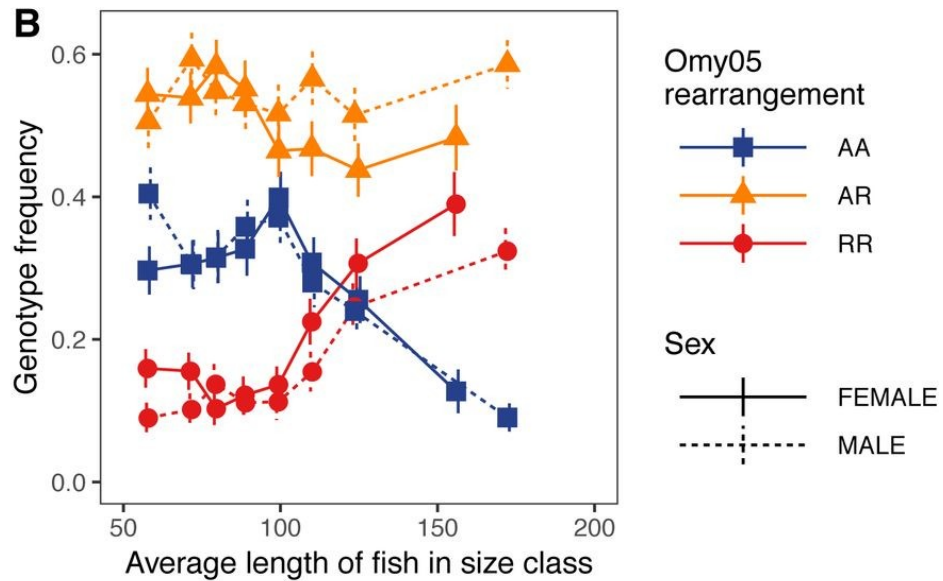 B
0.6
0.4
0.2
0.0
Genotype frequency
50 100 150 200
Average length of fish in size class
Omy05
rearrangement
AA
AR
RR
Sex
FEMALE
MALE